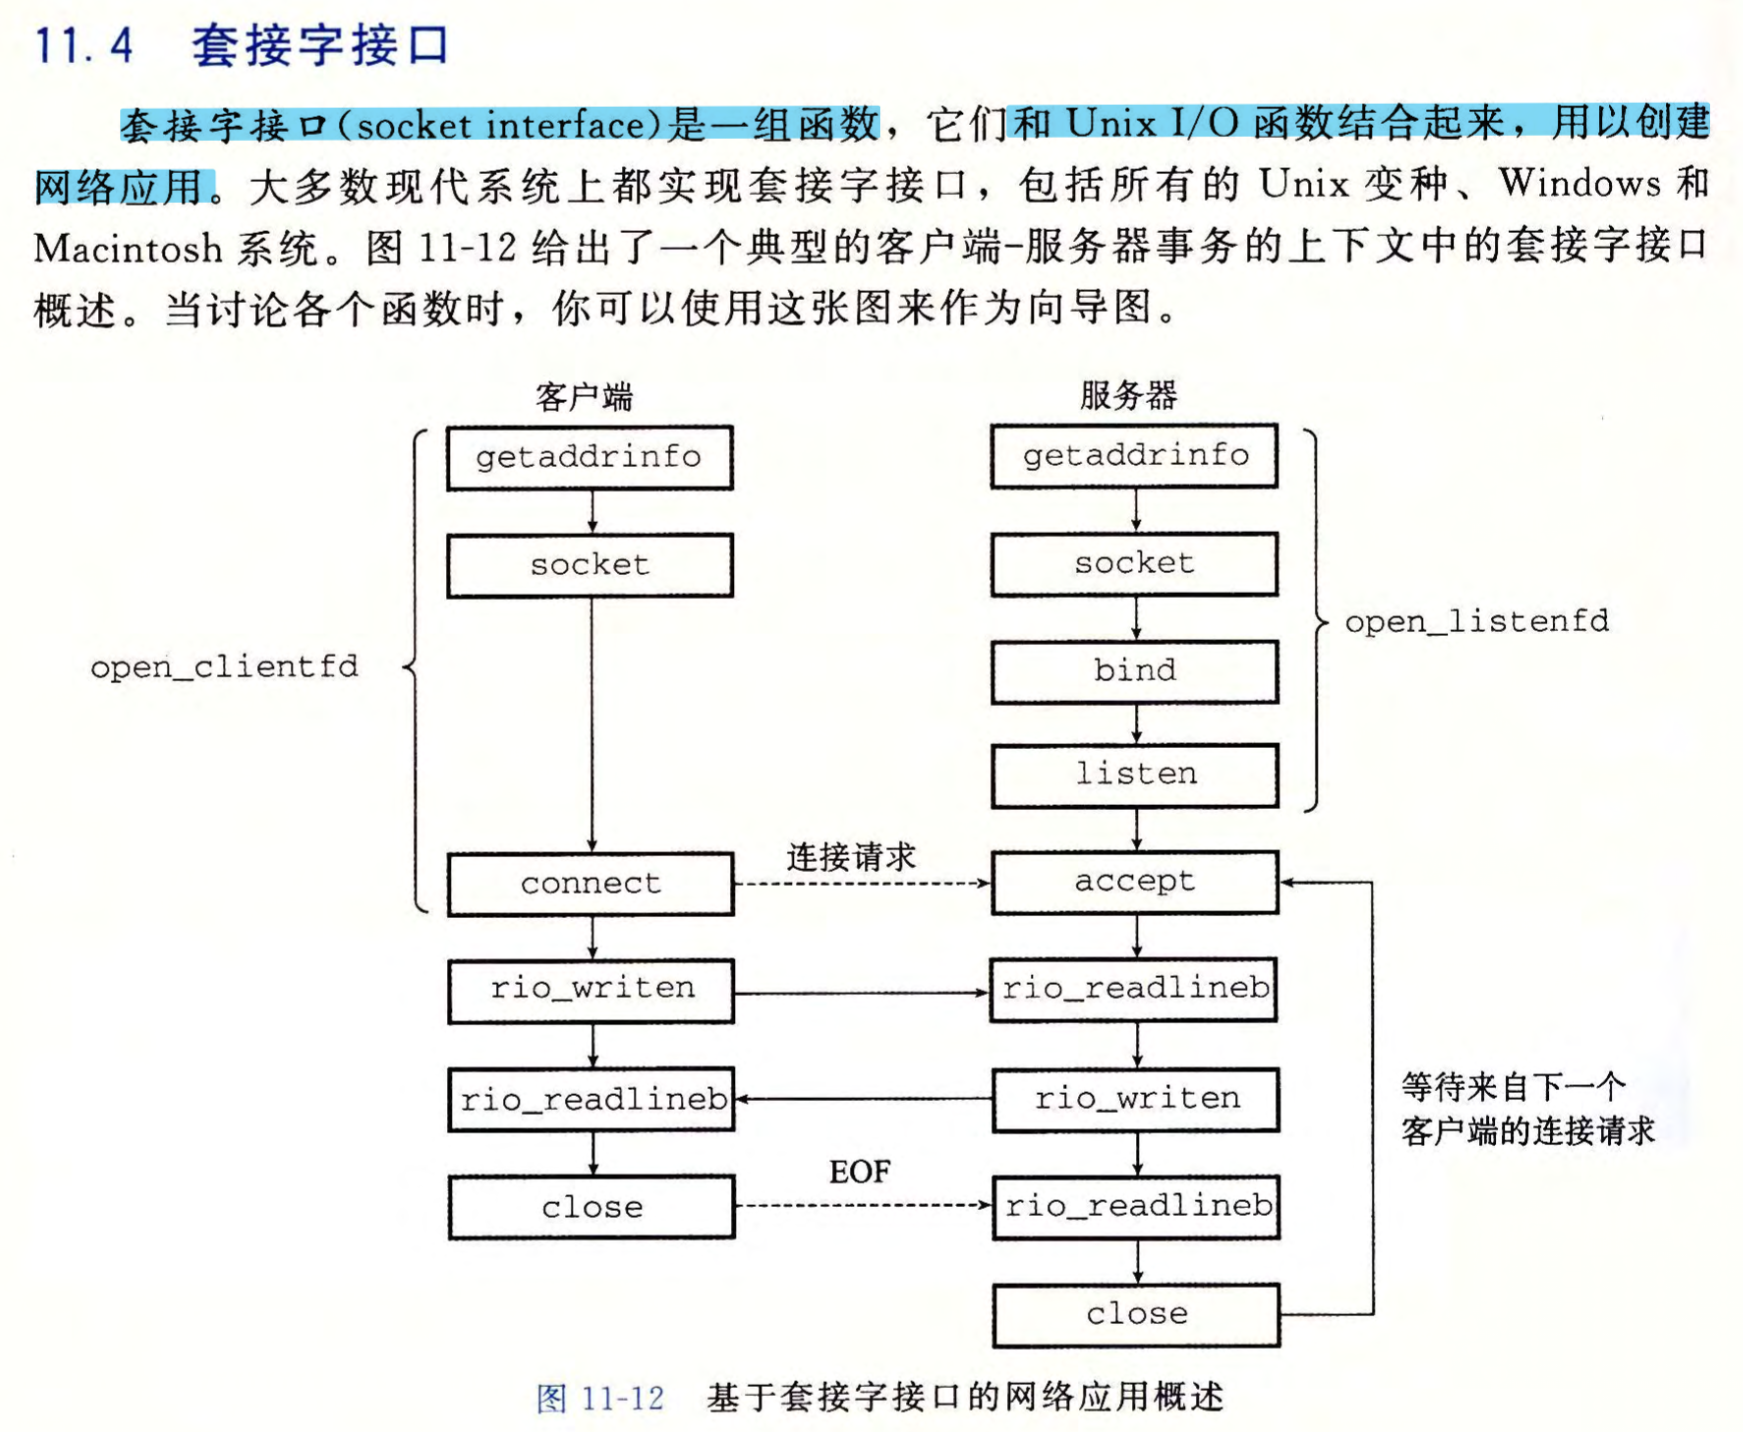 11.4 套接字接口
套接字接口(socket interface)是一组函数，它们和 Unix I/O 函数结合起来，用以创建
网络应用。大多数现代系统上都实现套接字接口，包括所有的 Unix 变种、Windows 和
Macintosh 系统。图 11-12 给出了一个典型的客户端-服务器事务的上下文中的套接字接口
概述。当讨论各个函数时，你可以使用这张图来作为向导图。
客户端
服务器
getaddrinfo
getaddrinfo
socket
socket
open_listenfd
open_clientfd
bind
listen
连接请求
connect
accept
rio_writen
rio_readlineb
rio_readlineb
rio_writen
等待来自下一个
客户端的连接请求
EOF
close
rio_readlineb
close
图 11-12 基于套接字接口的网络应用概述